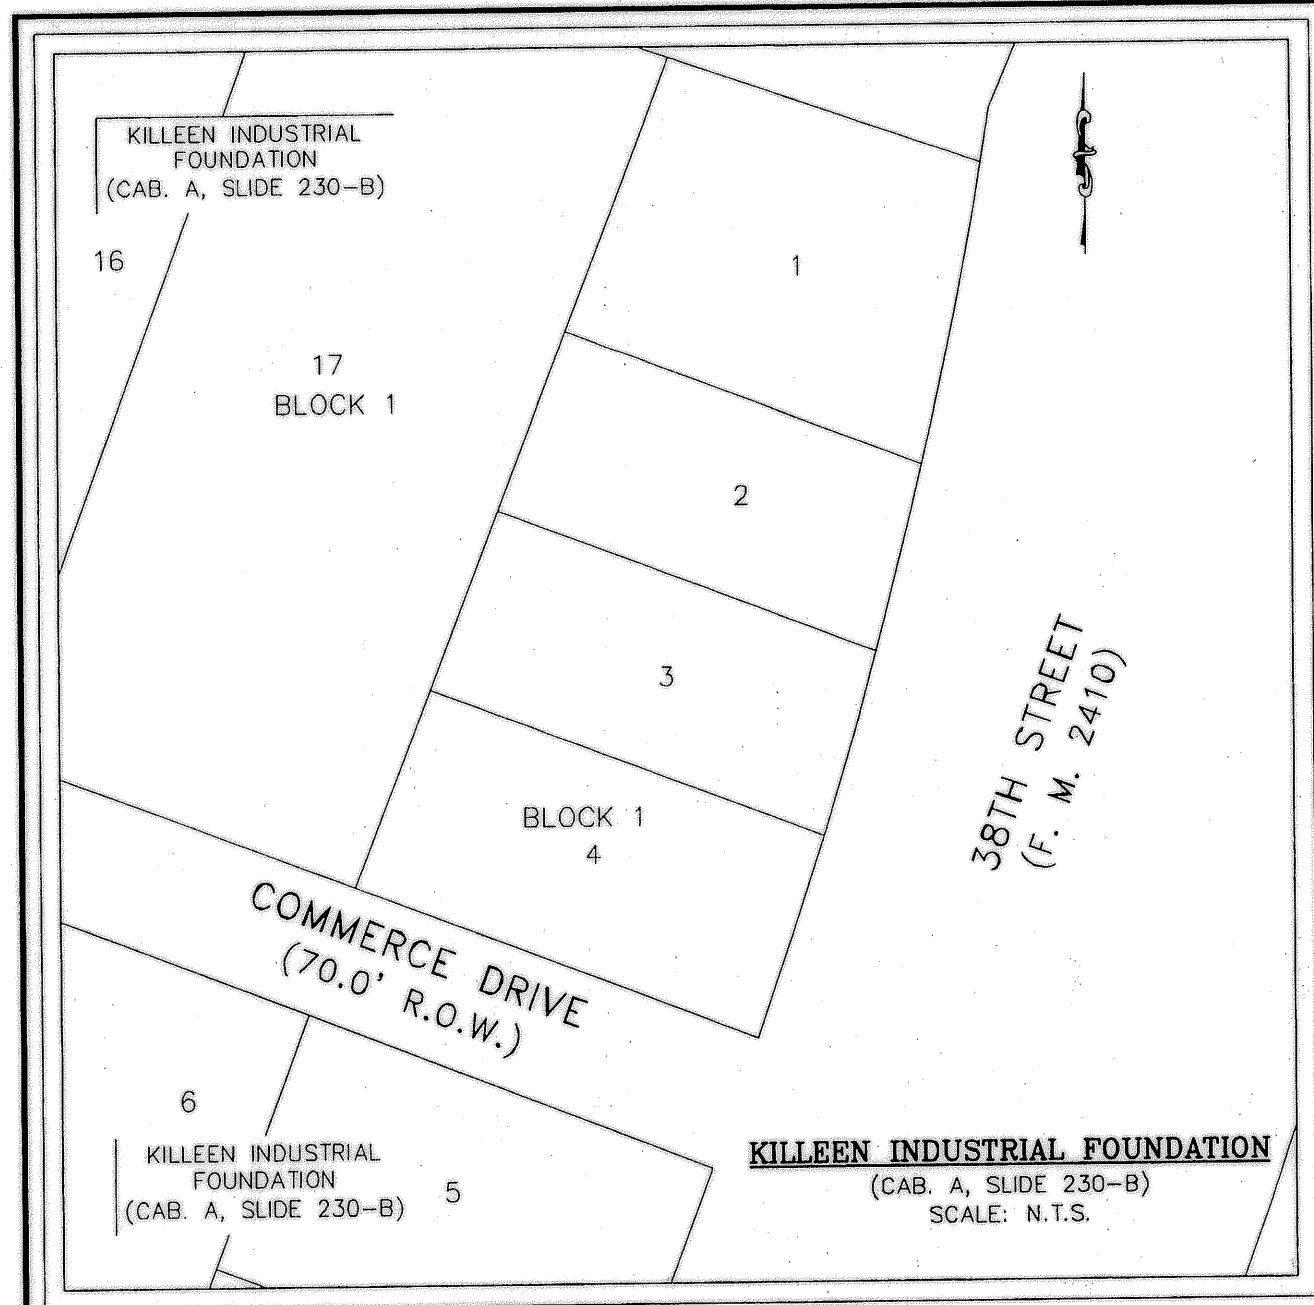 KILLEEN INDUSTRIAL
FOUNDATION
(CAB. A, SLIDE 230-B)
16
17
BLOCK 1
1
2
3
BLOCK 1
4
38TH STREET
(F. M. 2410)
COMMERCE DRIVE
(70.0' R.O.W.)
6
KILLEEN INDUSTRIAL
FOUNDATION
(CAB. A, SLIDE 230-B)
5
KILLEEN INDUSTRIAL FOUNDATION
(CAB. A, SLIDE 230-B)
SCALE: N.T.S.